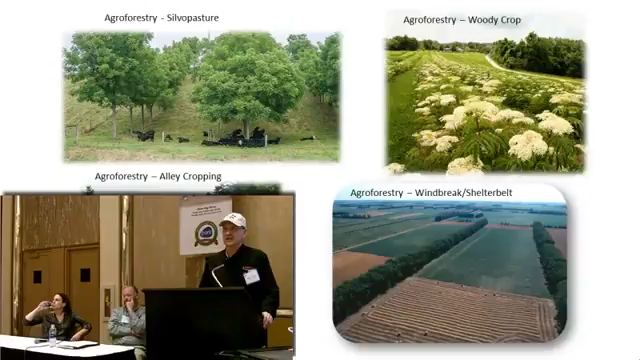 Agroforestry - Silvopasture
Agroforestry – Woody Crop
Agroforestry – Alley Cropping
Agroforestry – Windbreak/Shelterbelt